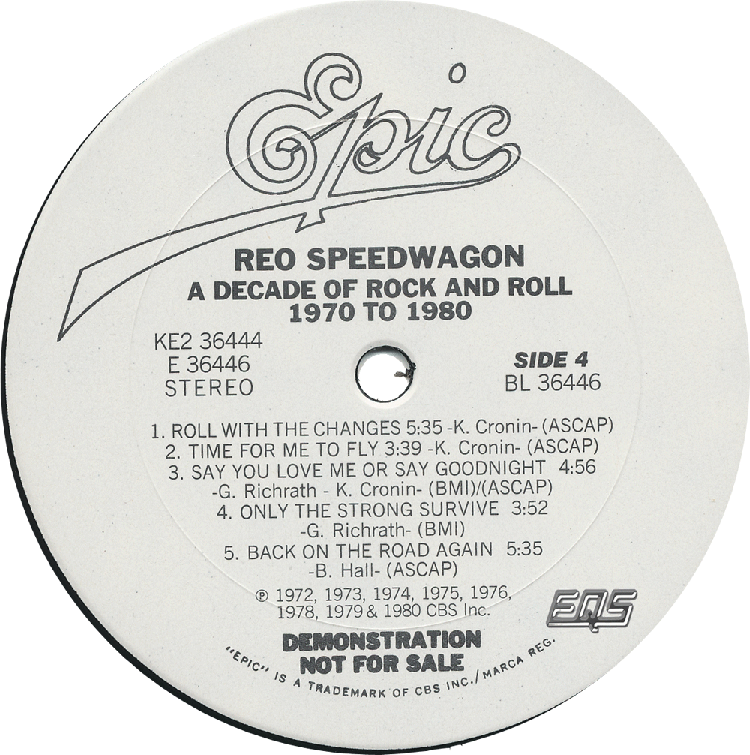 Epic
REO SPEEDWAGON
A DECADE OF ROCK AND ROLL
1970 TO 1980
KE2 36444
E 36446
STEREO
SIDE 4
BL 36446
1. ROLL WITH THE CHANGES 5:35 -K. Cronin- (ASCAP)
2. TIME FOR ME TO FLY 3:39 -K. Cronin- (ASCAP)
3. SAY YOU LOVE ME OR SAY GOODNIGHT 4:56
-G. Richrath - K. Cronin- (BMI)/(ASCAP)
4. ONLY THE STRONG SURVIVE 3:52
-G. Richrath- (BMI)
5. BACK ON THE ROAD AGAIN 5:35
-B. Hall- (ASCAP)
℗ 1972, 1973, 1974, 1975, 1976,
1978, 1979 & 1980 CBS Inc.
EQS
DEMONSTRATION
NOT FOR SALE
"EPIC" IS A TRADEMARK OF CBS INC./MARCA REG.